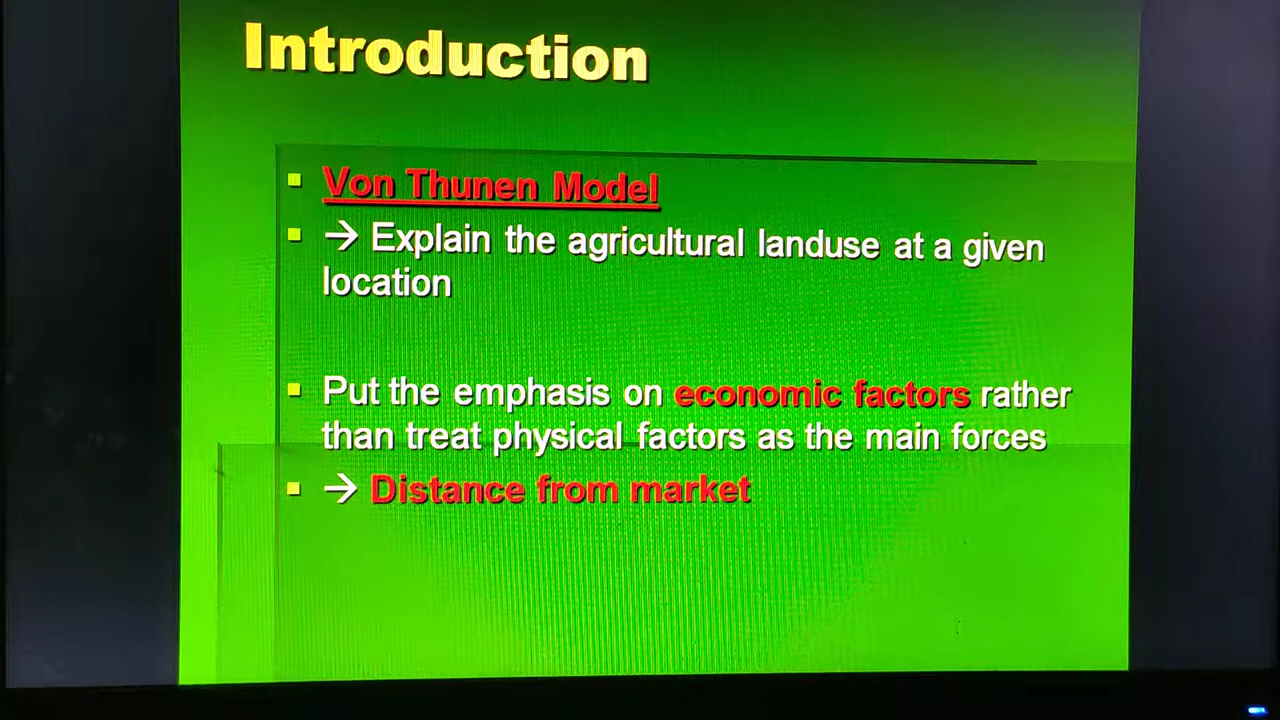 Introduction
Von Thunen Model
→ Explain the agricultural landuse at a given
location
Put the emphasis on economic factors rather
than treat physical factors as the main forces
→ Distance from market